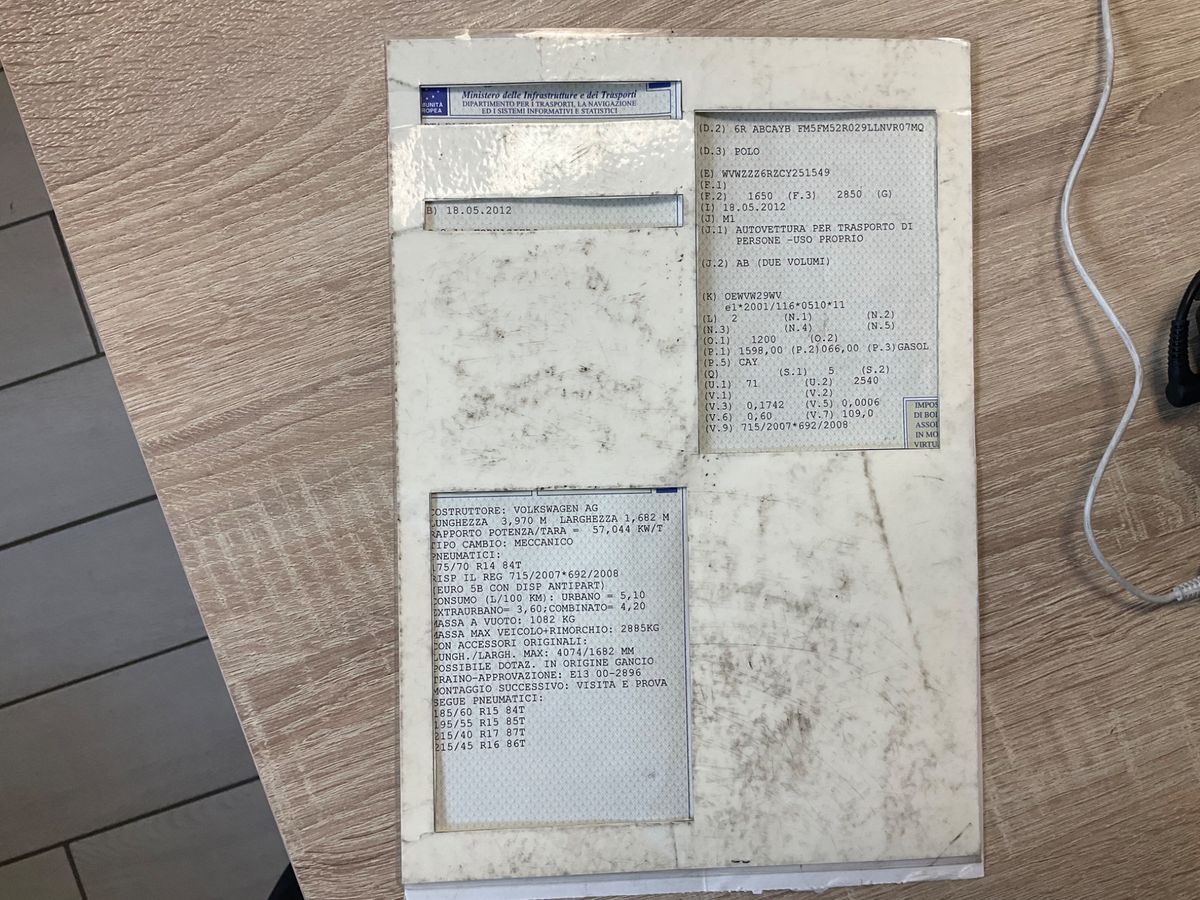 Ministero delle Infrastrutture e dei Trasporti
DIPARTIMENTO PER I TRASPORTI, LA NAVIGAZIONE
ED I SISTEMI INFORMATIVI E STATISTICI
UNITÀ
ROPEA
B) 18.05.2012
COSTRUTTORE: VOLKSWAGEN AG
LUNGHEZZA 3,970 M LARGHEZZA 1,682 M
RAPPORTO POTENZA/TARA = 57,044 KW/T
TIPO CAMBIO: MECCANICO
PNEUMATICI:
175/70 R14 84T
RISP IL REG 715/2007*692/2008
(EURO 5B CON DISP ANTIPART)
CONSUMO (L/100 KM): URBANO = 5,10
EXTRAURBANO= 3,60;COMBINATO= 4,20
MASSA A VUOTO: 1082 KG
MASSA MAX VEICOLO+RIMORCHIO: 2885KG
CON ACCESSORI ORIGINALI:
LUNGH./LARGH. MAX: 4074/1682 MM
POSSIBILE DOTAZ. IN ORIGINE GANCIO
TRAINO-APPROVAZIONE: E13 00-2896
MONTAGGIO SUCCESSIVO: VISITA E PROVA
SEGUE PNEUMATICI:
185/60 R15 84T
195/55 R15 85T
215/40 R17 87T
215/45 R16 86T
(D.2) 6R ABCAYB FM5FM52R029LLNVR07MQ
(D.3) POLO
(E) WVWZZZ6RZCY251549
(F.1)
(F.2) 1650 (F.3) 2850 (G)
(I) 18.05.2012
(J) M1
(J.1) AUTOVETTURA PER TRASPORTO DI
PERSONE -USO PROPRIO
(J.2) AB (DUE VOLUMI)
(K) OEWVW29WV
e1*2001/116*0510*11
(L) 2 (N.1) (N.2)
(N.3) (N.4) (N.5)
(O.1) 1200 (O.2)
(P.1) 1598,00 (P.2)066,00 (P.3)GASOL
(P.5) CAY
(Q) (S.1) 5 (S.2)
(U.1) 71 (U.2) 2540
(V.1) (V.2)
(V.3) 0,1742 (V.5) 0,0006
(V.6) 0,60 (V.7) 109,0
(V.9) 715/2007*692/2008
IMPOS
DI BOL
ASSOL
IN MO
VIRTU